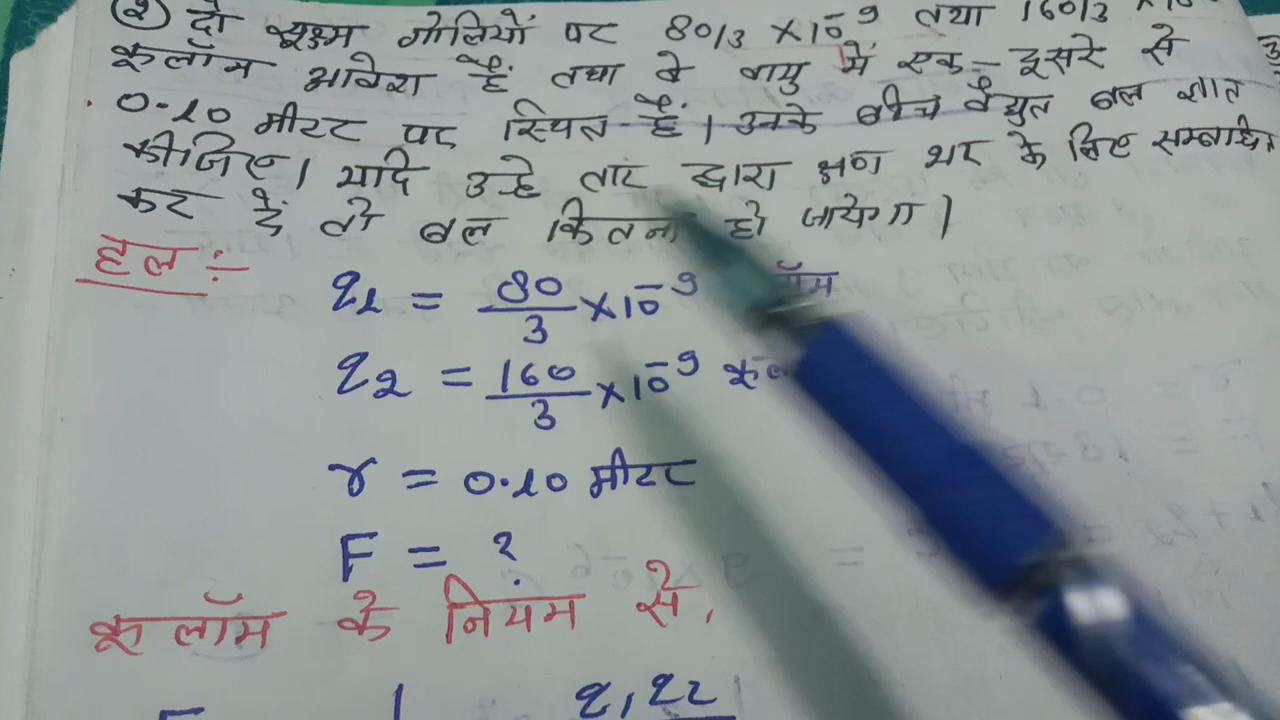 (२) दो सूक्ष्म गोलियों पर 80/3 ×10⁻⁹ तथा 160/3 ×10
कूलॉम आवेश हैं तथा वे वायु में एक-दूसरे से
0.10 मीटर पर स्थित हैं। उनके बीच वैद्युत बल ज्ञात
कीजिए। यदि उन्हे तार द्वारा क्षण भर के लिए सम्बन्धित
कर दें तो बल कितना हो जायेगा।
हल :-
q₁ = 80/3 ×10⁻⁹
q₂ = 160/3 ×10⁻⁹
r = 0.10 मीटर
F = ?
कूलॉम के नियम से,